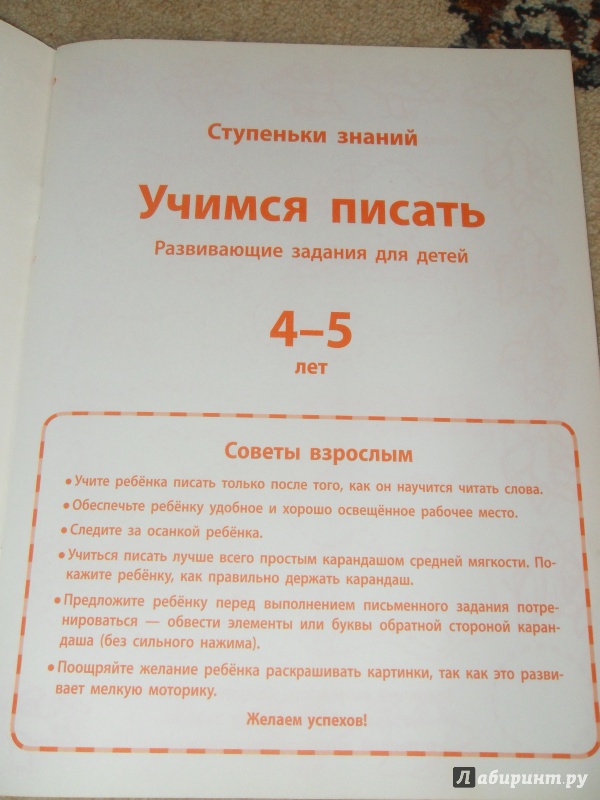 Ступеньки знаний
Учимся писать
Развивающие задания для детей
4–5
лет
Советы взрослым
• Учите ребёнка писать только после того, как он научится читать слова.
• Обеспечьте ребёнку удобное и хорошо освещённое рабочее место.
• Следите за осанкой ребёнка.
• Учиться писать лучше всего простым карандашом средней мягкости. По-
кажите ребёнку, как правильно держать карандаш.
• Предложите ребёнку перед выполнением письменного задания потре-
нироваться — обвести элементы или буквы обратной стороной каран-
даша (без сильного нажима).
• Поощряйте желание ребёнка раскрашивать картинки, так как это разви-
вает мелкую моторику.
Желаем успехов!
Лабиринт.ру